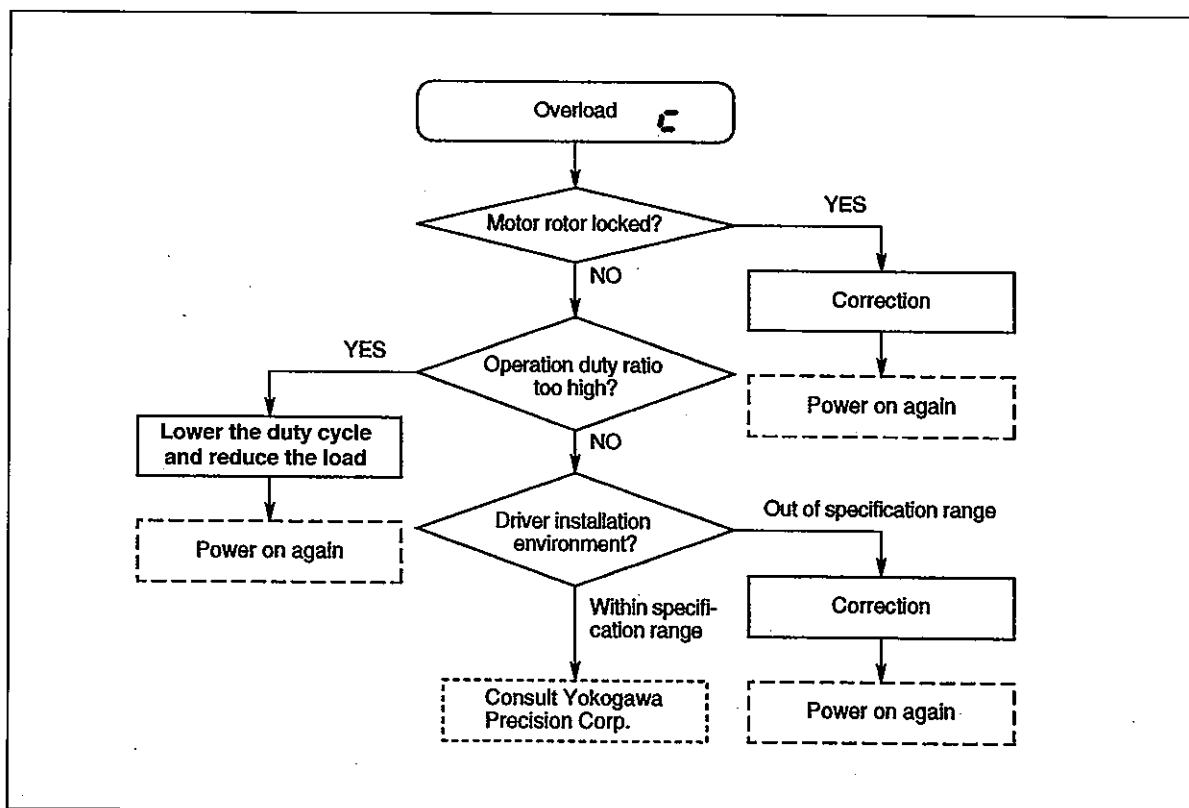 Overload C
Motor rotor locked?
YES
NO
Correction
Power on again
Operation duty ratio
too high?
YES
Lower the duty cycle
and reduce the load
Power on again
NO
Driver installation
environment?
Out of specification range
Correction
Power on again
Within specifi-
cation range
Consult Yokogawa
Precision Corp.